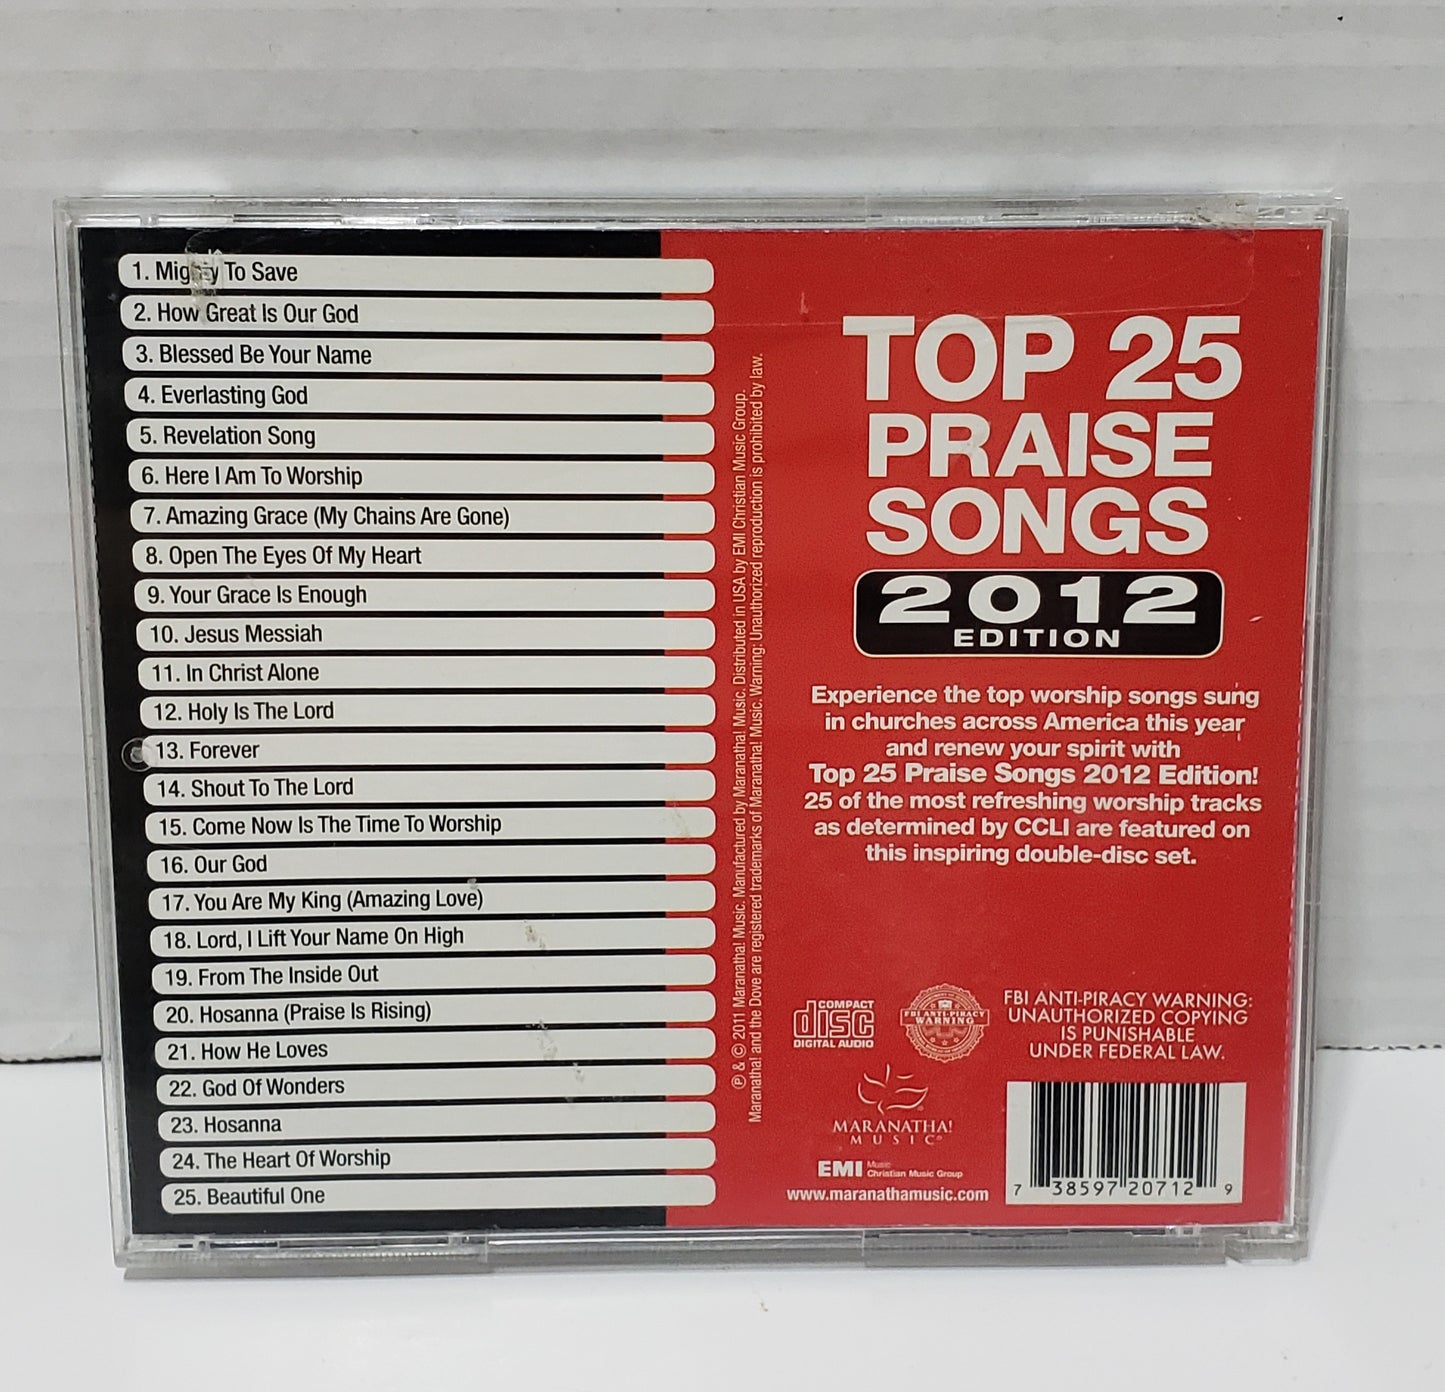 1. Mighty To Save
2. How Great Is Our God
3. Blessed Be Your Name
4. Everlasting God
5. Revelation Song
6. Here I Am To Worship
7. Amazing Grace (My Chains Are Gone)
8. Open The Eyes Of My Heart
9. Your Grace Is Enough
10. Jesus Messiah
11. In Christ Alone
12. Holy Is The Lord
13. Forever
14. Shout To The Lord
15. Come Now Is The Time To Worship
16. Our God
17. You Are My King (Amazing Love)
18. Lord, I Lift Your Name On High
19. From The Inside Out
20. Hosanna (Praise Is Rising)
21. How He Loves
22. God Of Wonders
23. Hosanna
24. The Heart Of Worship
25. Beautiful One
℗ & © 2011 Maranatha! Music. Manufactured by Maranatha! Music. Distributed in USA by EMI Christian Music Group.
Maranatha! and the Dove are registered trademarks of Maranatha! Music. Warning: Unauthorized reproduction is prohibited by law.
TOP 25
PRAISE
SONGS
2012
EDITION
Experience the top worship songs sung
in churches across America this year
and renew your spirit with
Top 25 Praise Songs 2012 Edition!
25 of the most refreshing worship tracks
as determined by CCLI are featured on
this inspiring double-disc set.
COMPACT
disc
DIGITAL AUDIO
FBI ANTI-PIRACY
WARNING
FBI ANTI-PIRACY WARNING:
UNAUTHORIZED COPYING
IS PUNISHABLE
UNDER FEDERAL LAW.
MARANATHA!
MUSIC®
EMI Music
Christian Music Group
www.maranathamusic.com
7 38597 20712 9